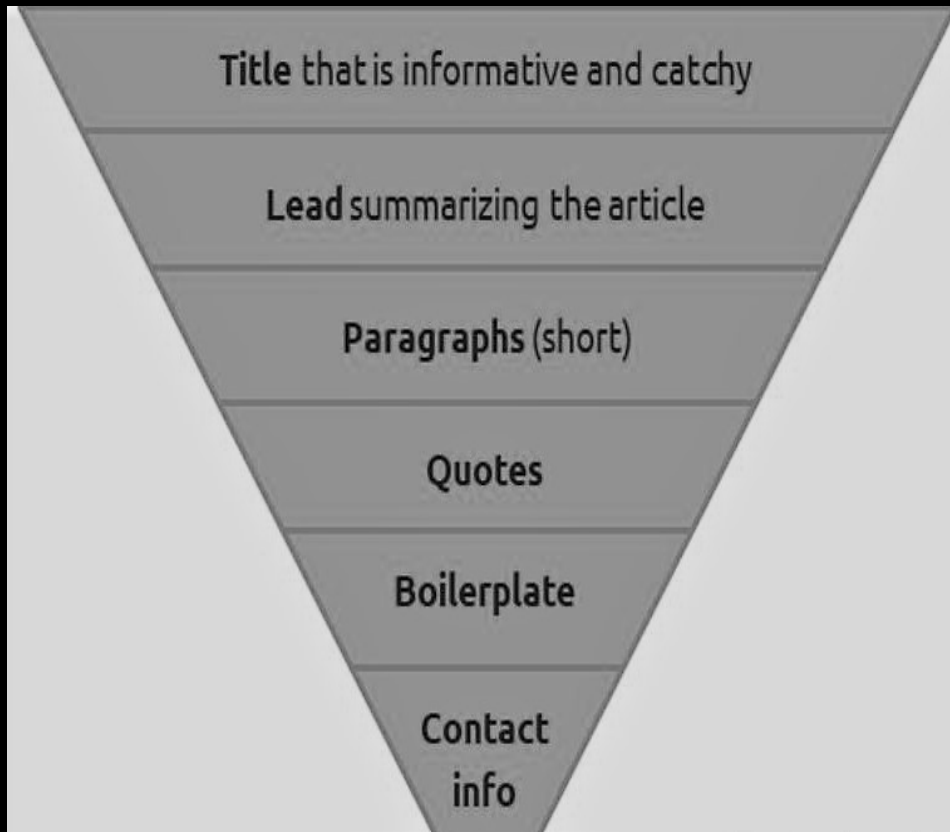 Title that is informative and catchy
Lead summarizing the article
Paragraphs (short)
Quotes
Boilerplate
Contact
info